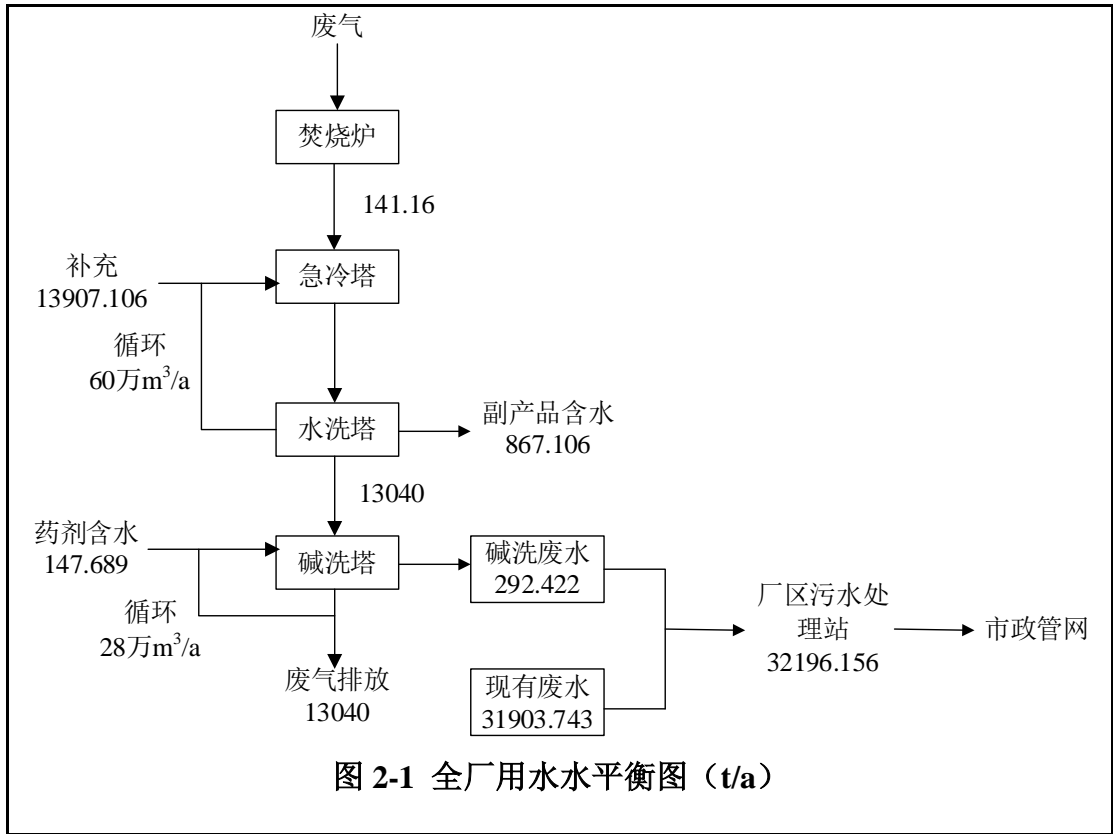 废气
焚烧炉
141.16
补充
13907.106
急冷塔
循环
60万m³/a
水洗塔
副产品含水
867.106
13040
药剂含水
147.689
碱洗塔
碱洗废水
292.422
循环
28万m³/a
厂区污水处
理站
32196.156
市政管网
废气排放
13040
现有废水
31903.743
图 2-1 全厂用水水平衡图（t/a）